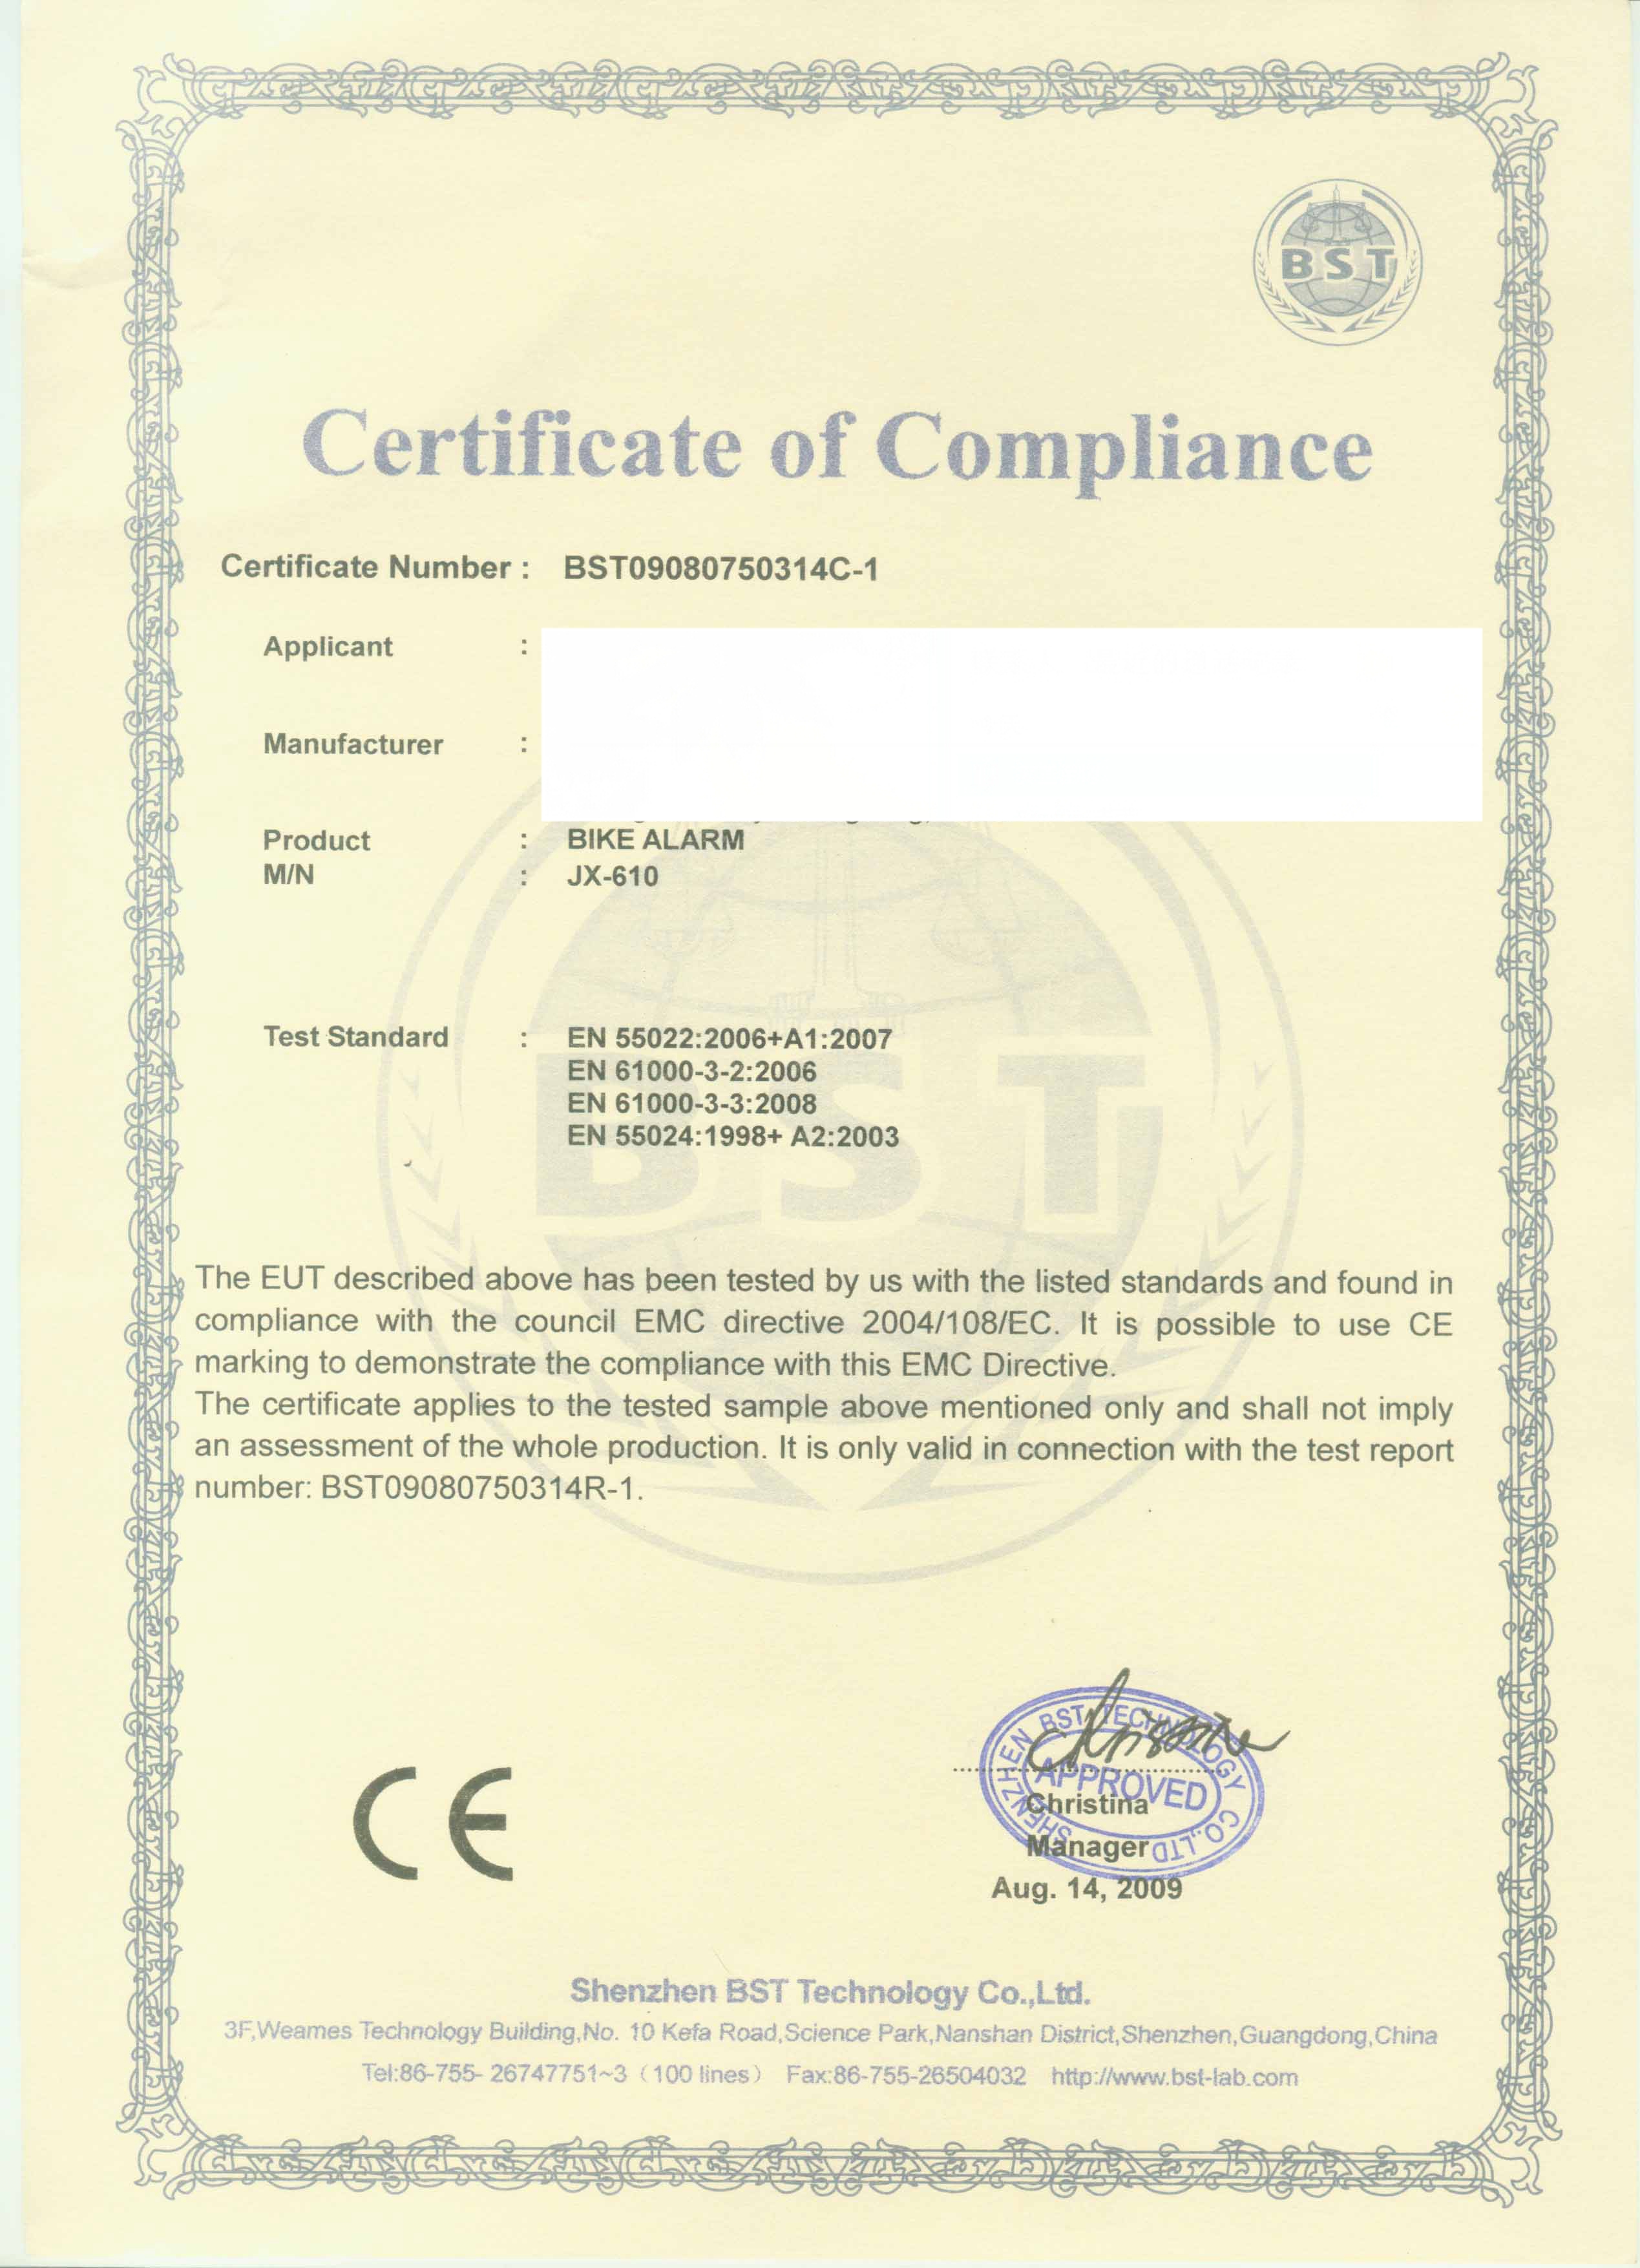 BST
Certificate of Compliance
Certificate Number : BST09080750314C-1
Applicant :
Manufacturer :
Product : BIKE ALARM
M/N : JX-610
Test Standard : EN 55022:2006+A1:2007
EN 61000-3-2:2006
EN 61000-3-3:2008
EN 55024:1998+ A2:2003
BST
The EUT described above has been tested by us with the listed standards and found in
compliance with the council EMC directive 2004/108/EC. It is possible to use CE
marking to demonstrate the compliance with this EMC Directive.
The certificate applies to the tested sample above mentioned only and shall not imply
an assessment of the whole production. It is only valid in connection with the test report
number: BST09080750314R-1.
CE
SHENZHEN BST TECHNOLOGY CO.,LTD
APPROVED
Christina
Christina
Manager
Aug. 14, 2009
Shenzhen BST Technology Co.,Ltd.
3F,Weames Technology Building,No. 10 Kefa Road,Science Park,Nanshan District,Shenzhen,Guangdong,China
Tel:86-755- 26747751~3（100 lines） Fax:86-755-26504032 http://www.bst-lab.com